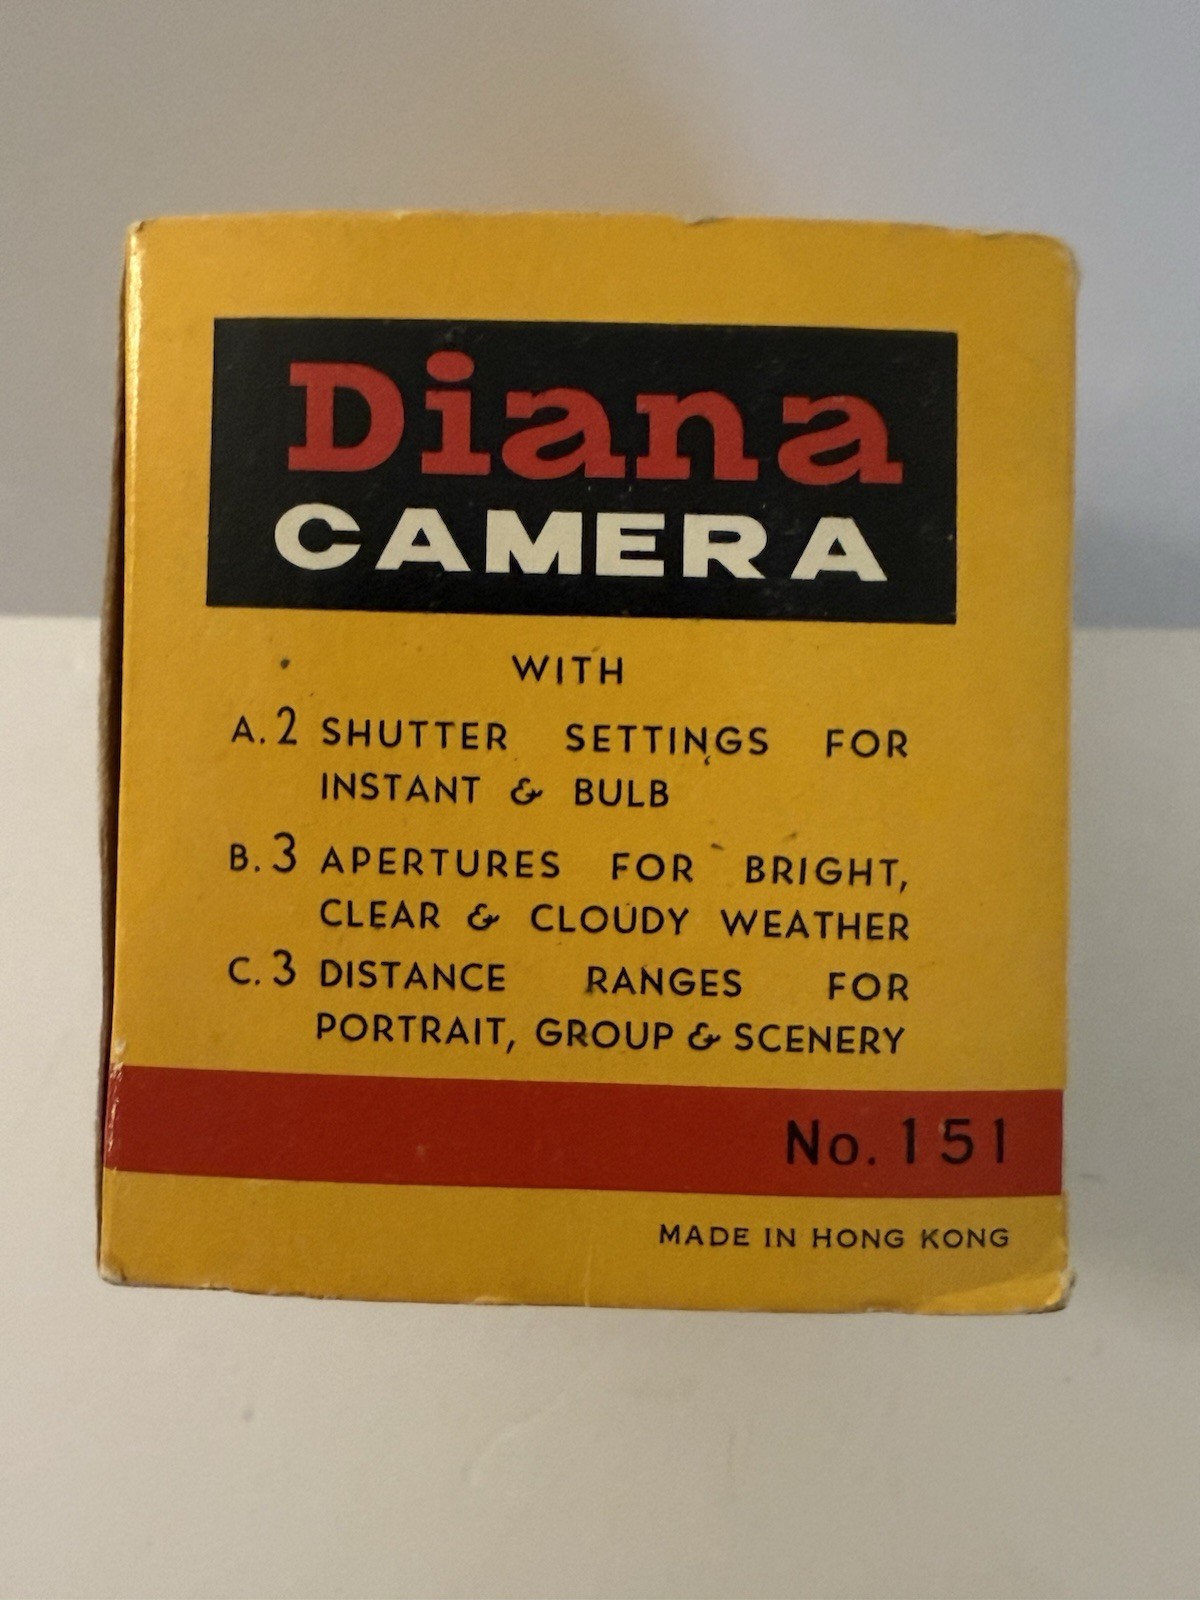 Diana
CAMERA
WITH
A. 2 SHUTTER SETTINGS FOR
INSTANT & BULB
B. 3 APERTURES FOR BRIGHT,
CLEAR & CLOUDY WEATHER
C. 3 DISTANCE RANGES FOR
PORTRAIT, GROUP & SCENERY
No. 151
MADE IN HONG KONG